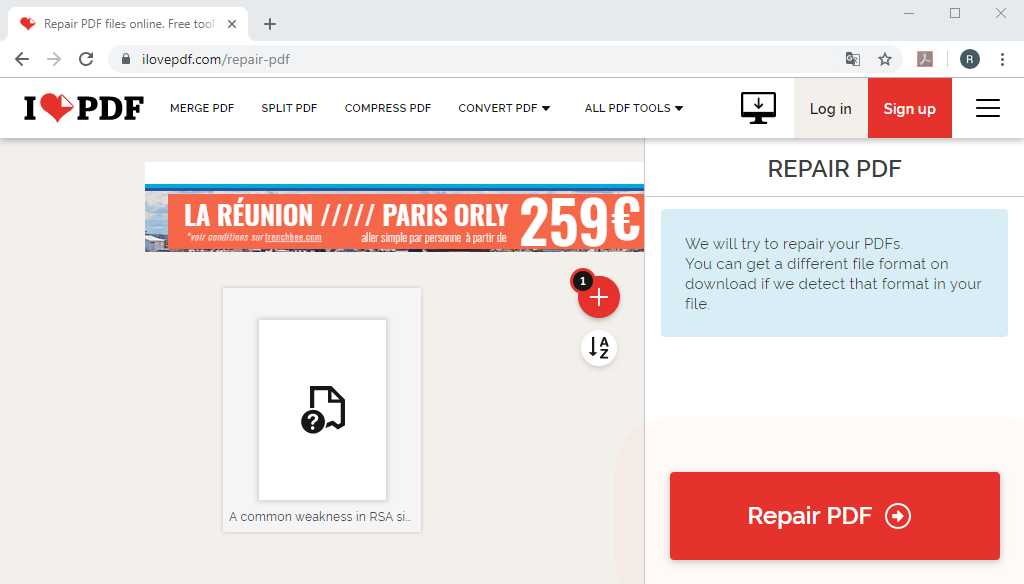 Repair PDF files online. Free tool
ilovepdf.com/repair-pdf
R
I PDF
MERGE PDF
SPLIT PDF
COMPRESS PDF
CONVERT PDF
ALL PDF TOOLS
Log in
Sign up
LA RÉUNION ///// PARIS ORLY 259€
*voir conditions sur frenchbee.com
aller simple par personne à partir de
1
A
Z
?
A common weakness in RSA si...
REPAIR PDF
We will try to repair your PDFs.
You can get a different file format on
download if we detect that format in your
file.
Repair PDF